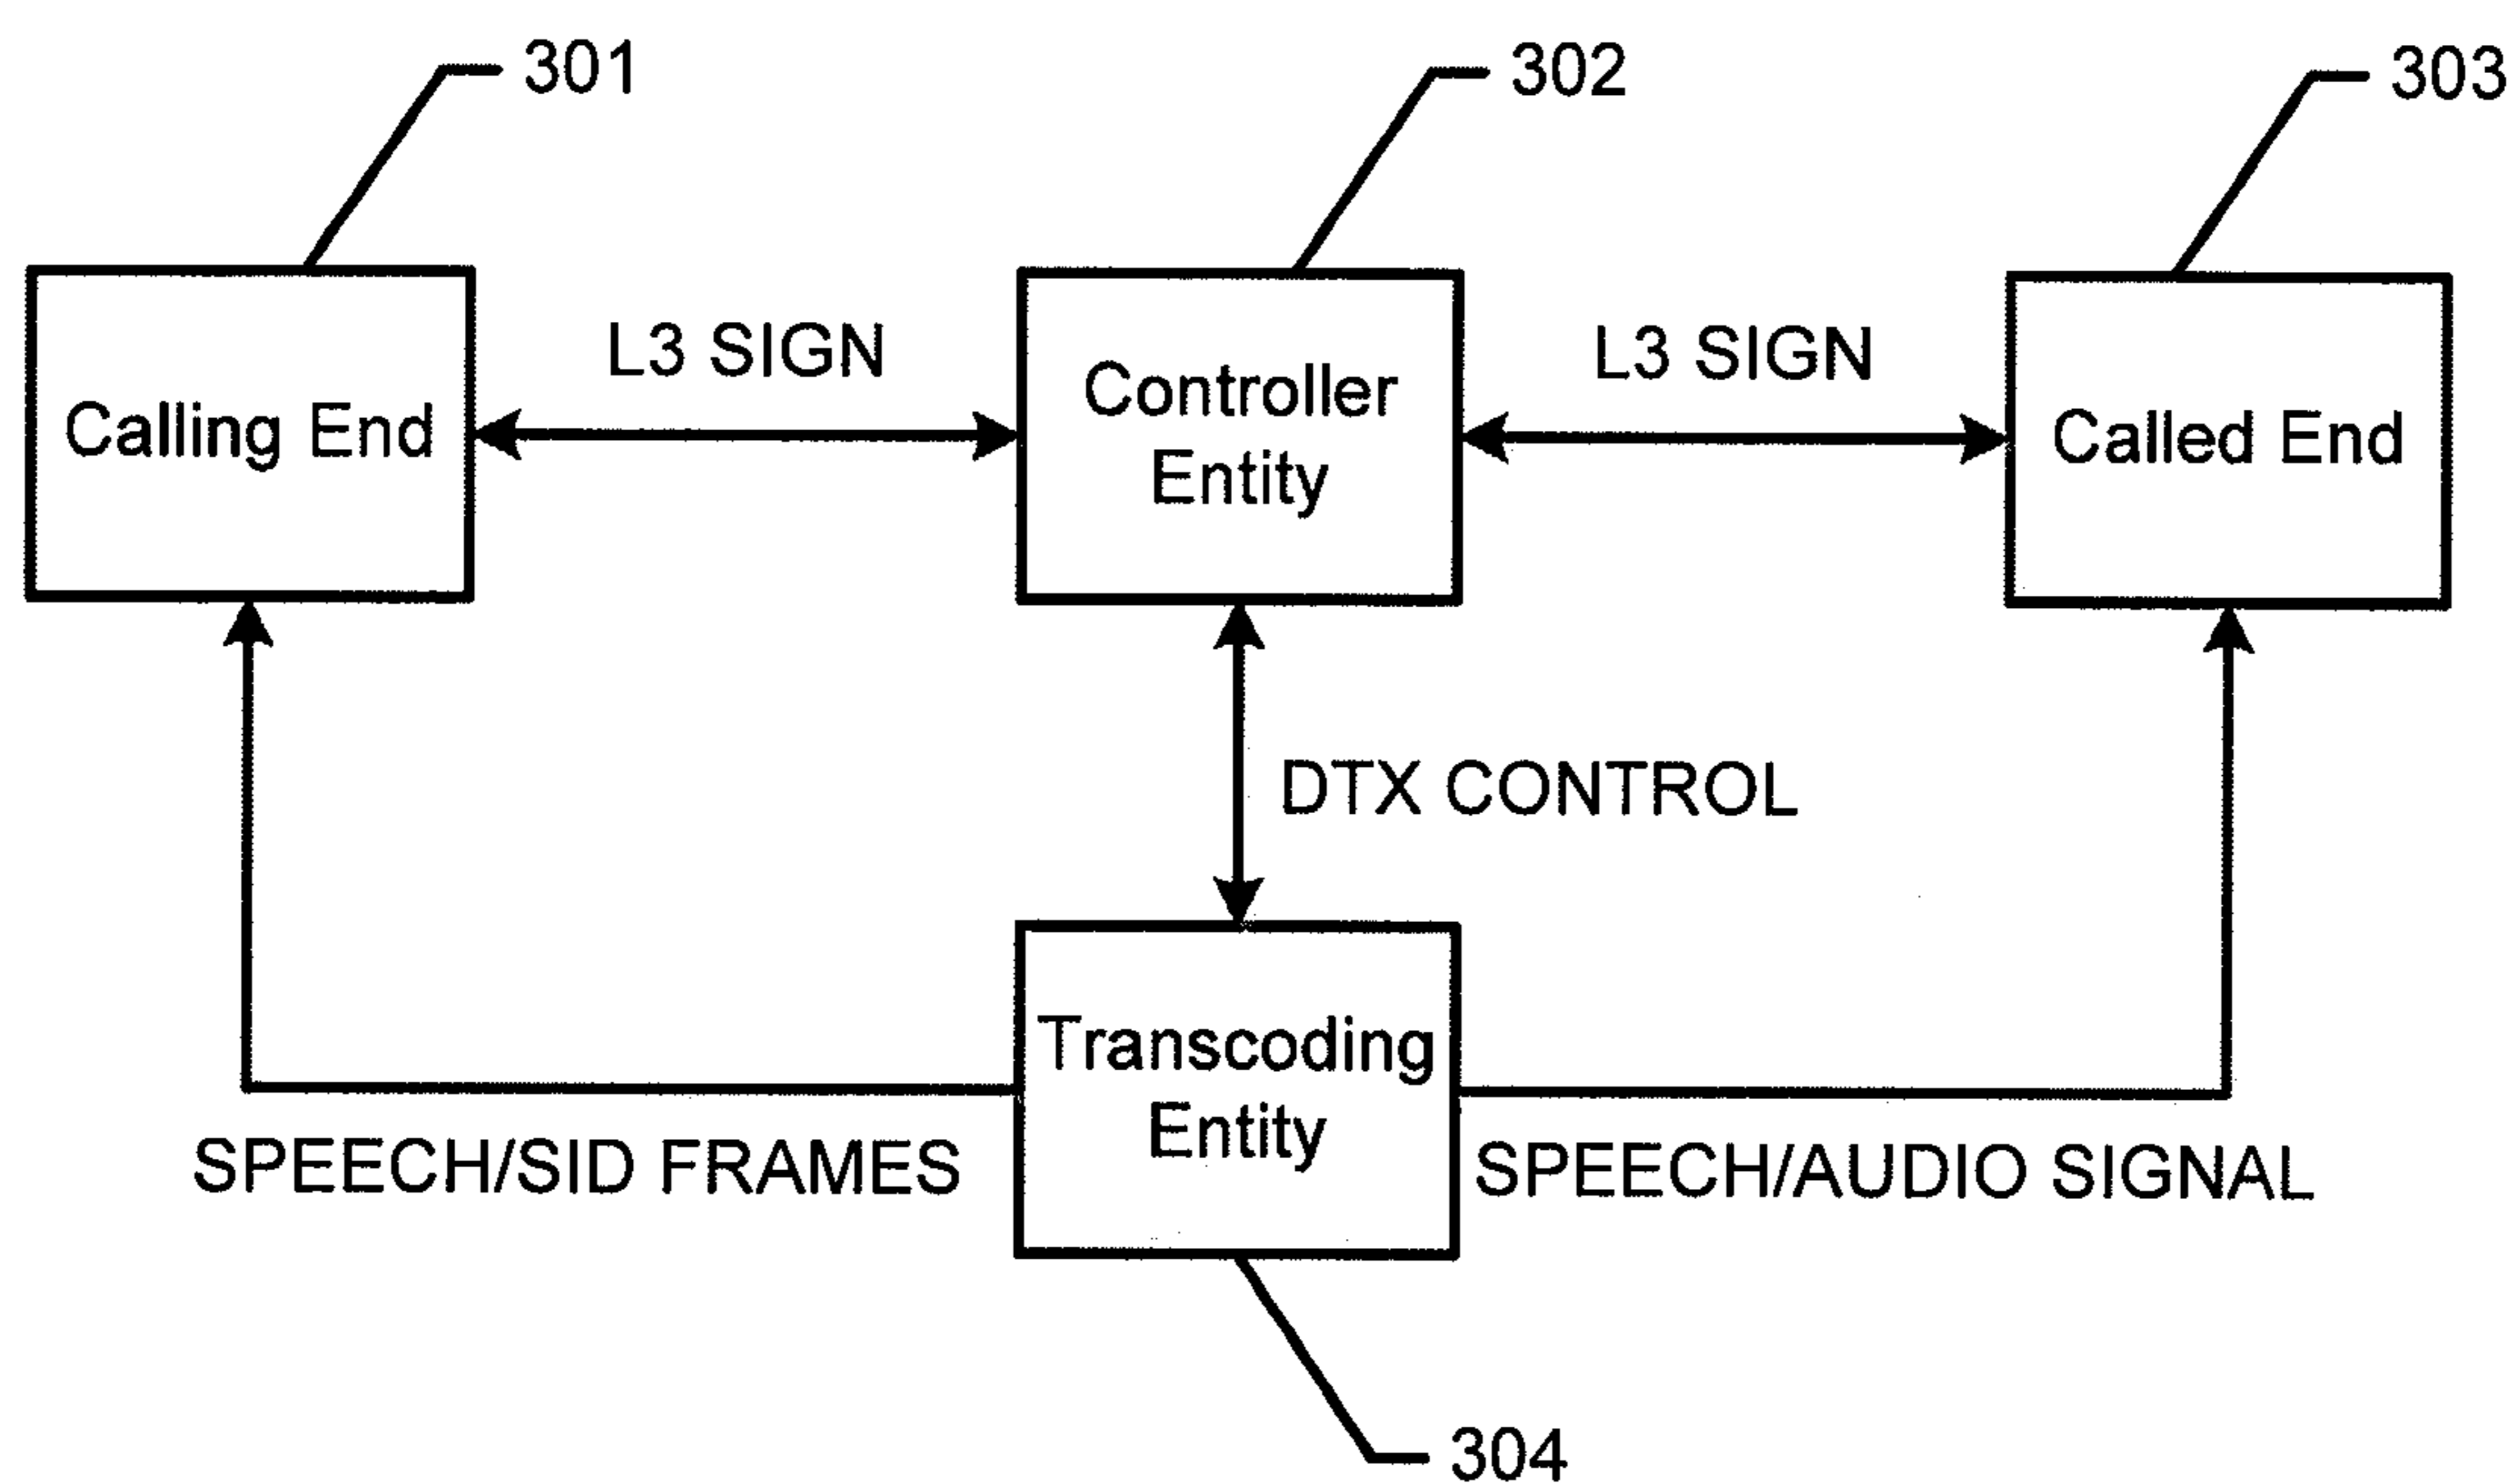 301
302
303
L3 SIGN
L3 SIGN
Calling End
Controller
Entity
Called End
DTX CONTROL
Transcoding
Entity
SPEECH/SID FRAMES
SPEECH/AUDIO SIGNAL
304